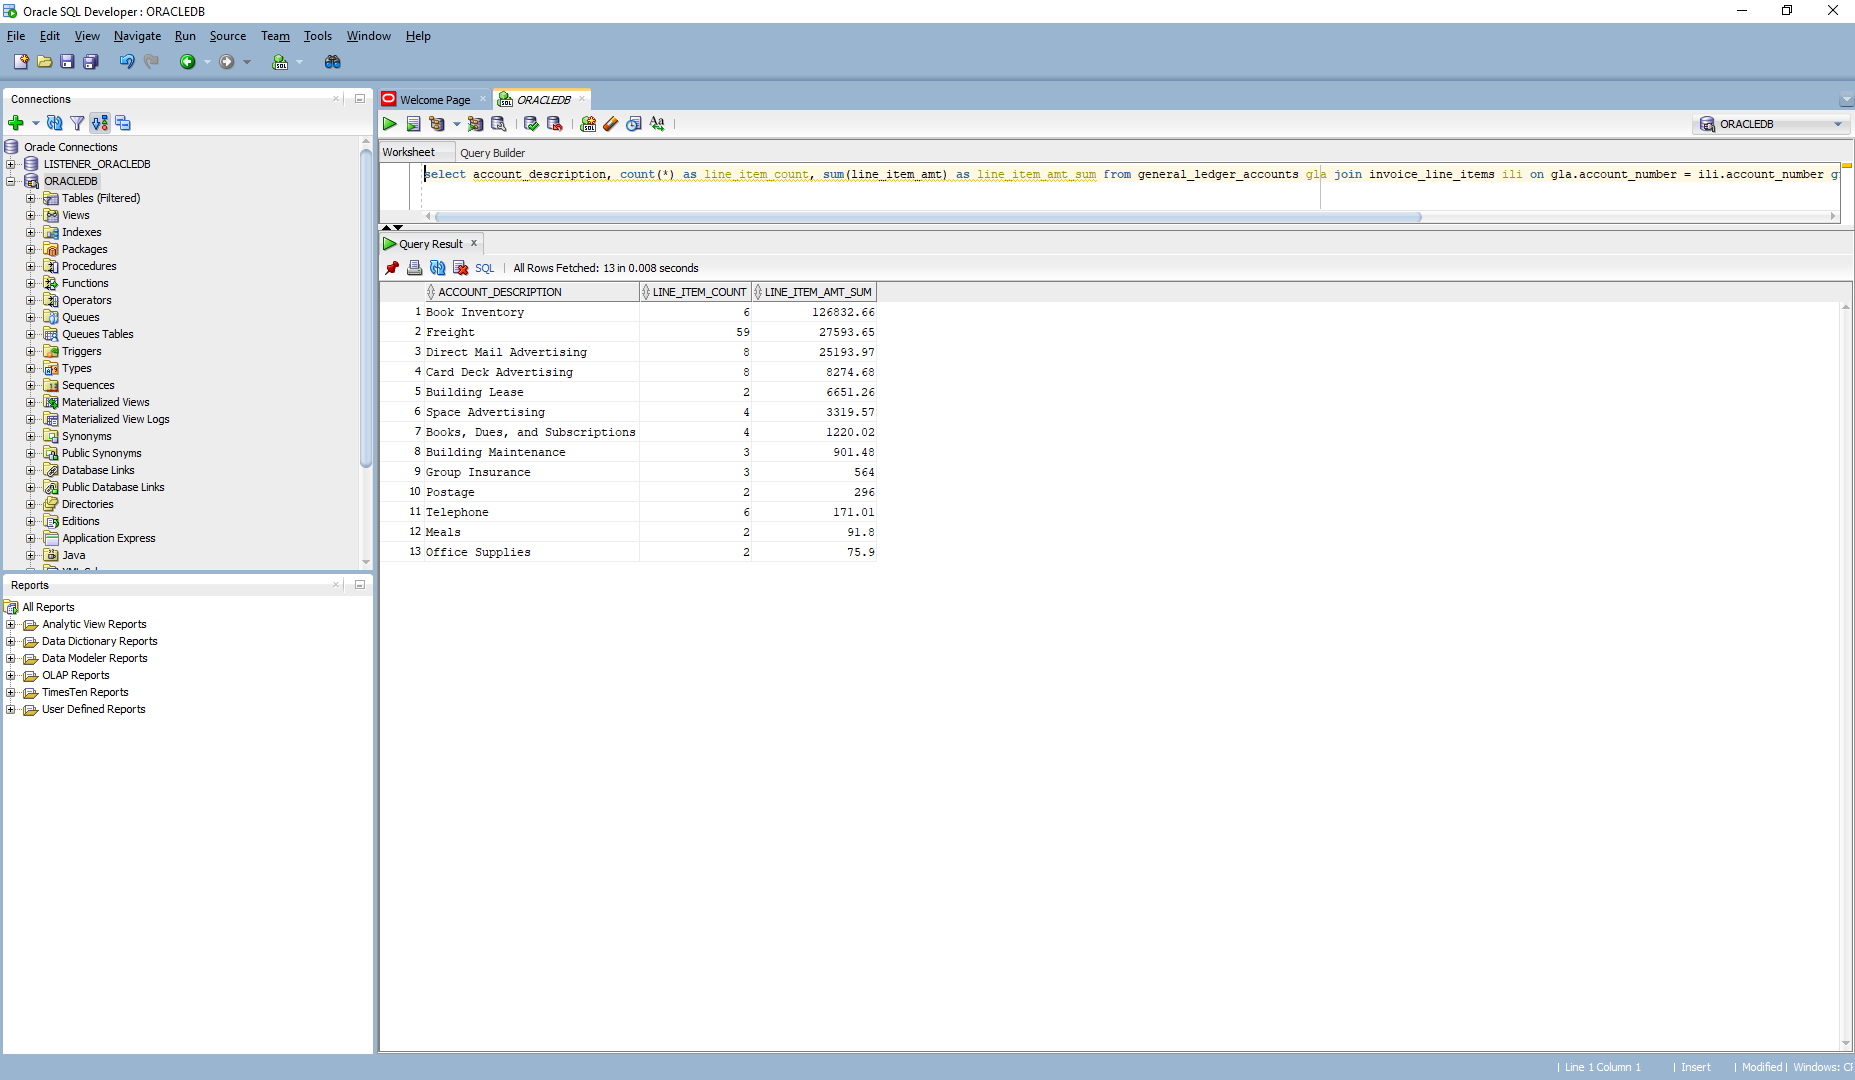 Oracle SQL Developer : ORACLEDB
File Edit View Navigate Run Source Team Tools Window Help
Connections
Oracle Connections
LISTENER_ORACLEDB
ORACLEDB
Tables (Filtered)
Views
Indexes
Packages
Procedures
Functions
Operators
Queues
Queues Tables
Triggers
Types
Sequences
Materialized Views
Materialized View Logs
Synonyms
Public Synonyms
Database Links
Public Database Links
Directories
Editions
Application Express
Java
Reports
All Reports
Analytic View Reports
Data Dictionary Reports
Data Modeler Reports
OLAP Reports
TimesTen Reports
User Defined Reports
Welcome Page ORACLEDB
ORACLEDB
Worksheet Query Builder
select account_description, count(*) as line_item_count, sum(line_item_amt) as line_item_amt_sum from general_ledger_accounts gla join invoice_line_items ili on gla.account_number = ili.account_number
Query Result
SQL | All Rows Fetched: 13 in 0.008 seconds
ACCOUNT_DESCRIPTION LINE_ITEM_COUNT LINE_ITEM_AMT_SUM
1 Book Inventory 6 126832.66
2 Freight 59 27593.65
3 Direct Mail Advertising 8 25193.97
4 Card Deck Advertising 8 8274.68
5 Building Lease 2 6651.26
6 Space Advertising 4 3319.57
7 Books, Dues, and Subscriptions 4 1220.02
8 Building Maintenance 3 901.48
9 Group Insurance 3 564
10 Postage 2 296
11 Telephone 6 171.01
12 Meals 2 91.8
13 Office Supplies 2 75.9
| Line 1 Column 1 | Insert | Modified | Windows: